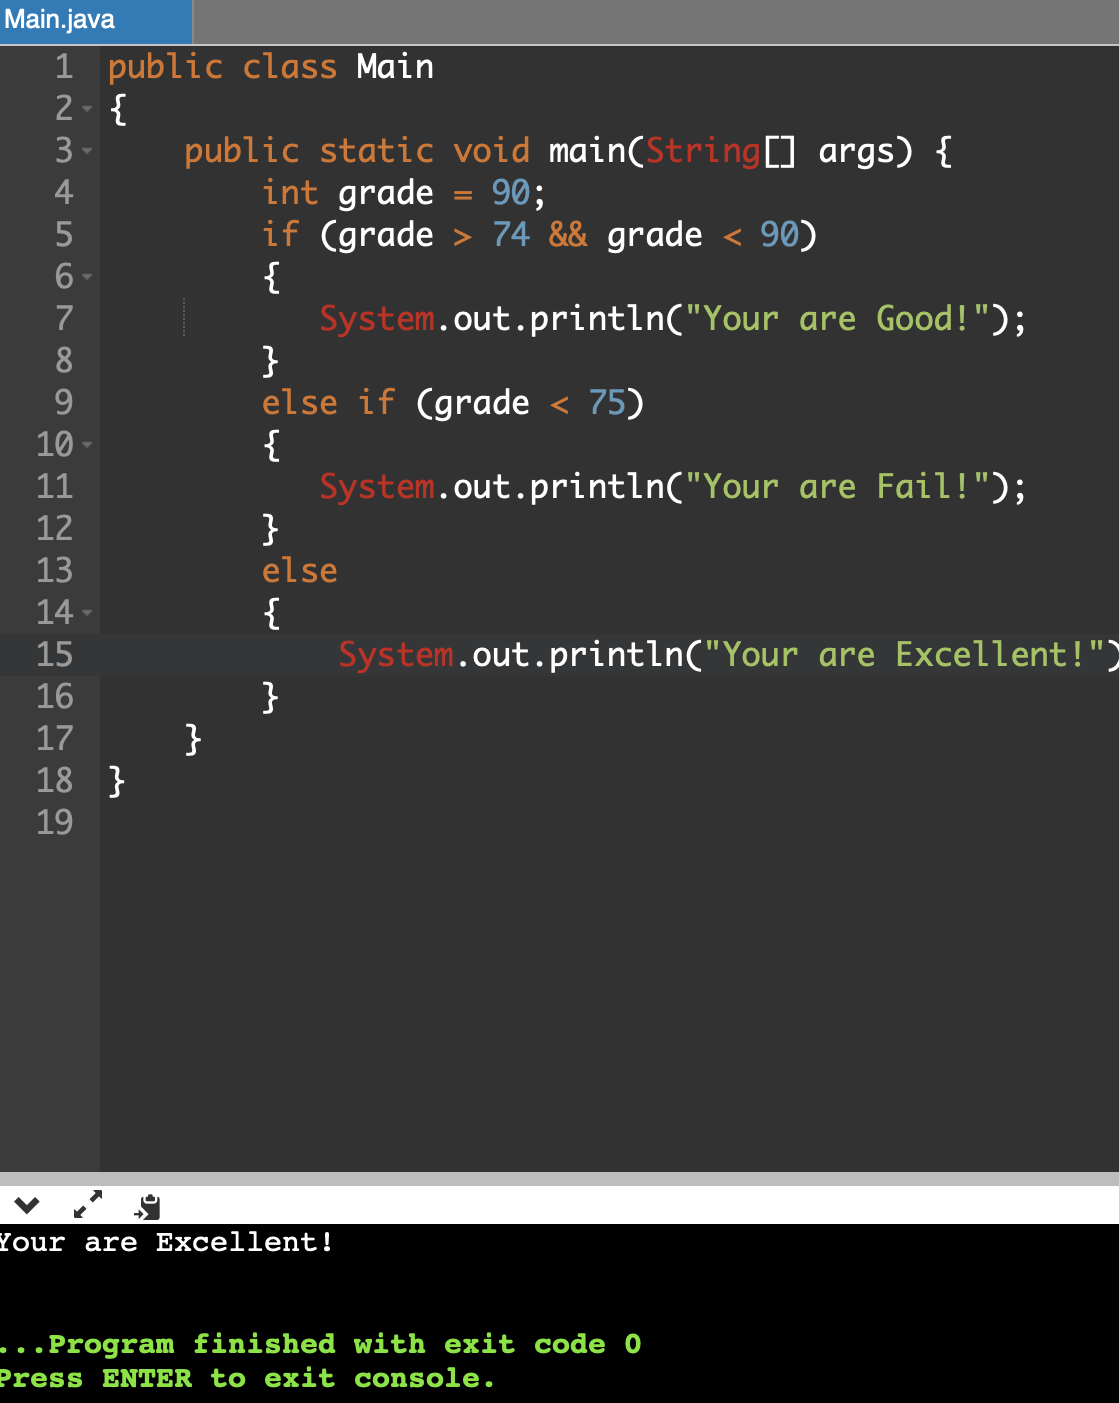 Main.java
1 public class Main
2 {
3 public static void main(String[] args) {
4 int grade = 90;
5 if (grade > 74 && grade < 90)
6 {
7 System.out.println("Your are Good!");
8 }
9 else if (grade < 75)
10 {
11 System.out.println("Your are Fail!");
12 }
13 else
14 {
15 System.out.println("Your are Excellent!")
16 }
17 }
18 }
19
Your are Excellent!
...Program finished with exit code 0
Press ENTER to exit console.